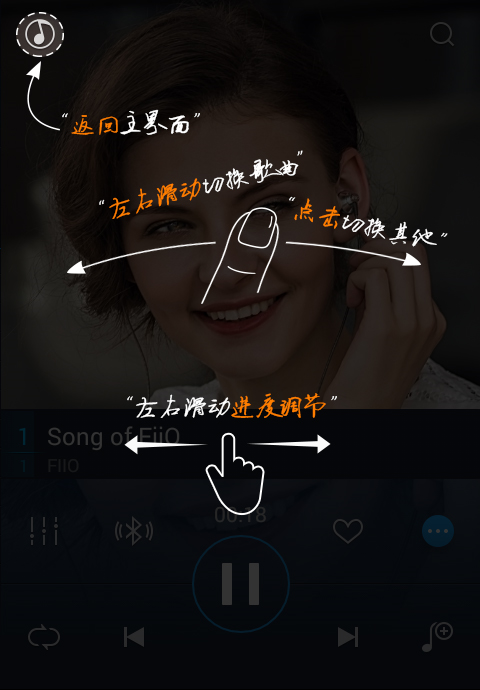 “返回主界面”
“左右滑动切换歌曲”
“点击切换其他”
“左右滑动进度调节”
1 Song of FiiO
1 FIIO
00:18